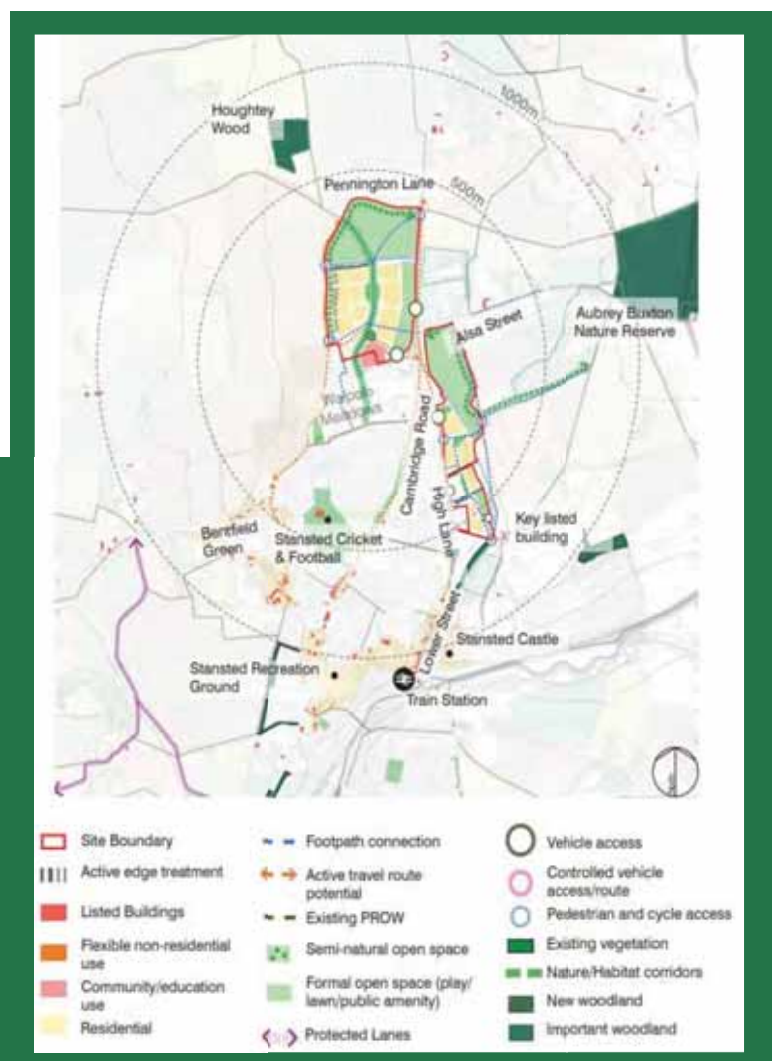 1000m
Houghtey
Wood
Pennington Lane
500m
Aubrey Buxton
Nature Reserve
Alsa Street
Walpole
Meadows
Cambridge Road
High Lane
Key listed
building
Bentfield
Green
Stansted Cricket
& Football
Lower Street
Stansted Castle
Stansted Recreation
Ground
Train Station
Site Boundary
Active edge treatment
Listed Buildings
Flexible non-residential
use
Community/education
use
Residential
Footpath connection
Active travel route
potential
Existing PROW
Semi-natural open space
Formal open space (play/
lawn/public amenity)
Protected Lanes
Vehicle access
Controlled vehicle
access/route
Pedestrian and cycle access
Existing vegetation
Nature/Habitat corridors
New woodland
Important woodland